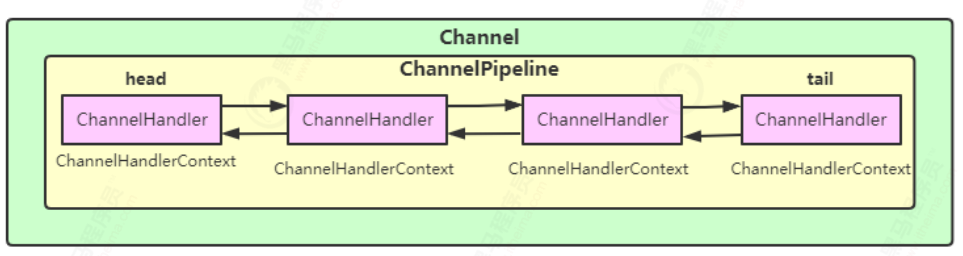 Channel
ChannelPipeline
head
tail
ChannelHandler
ChannelHandler
ChannelHandler
ChannelHandler
ChannelHandlerContext
ChannelHandlerContext
ChannelHandlerContext
ChannelHandlerContext